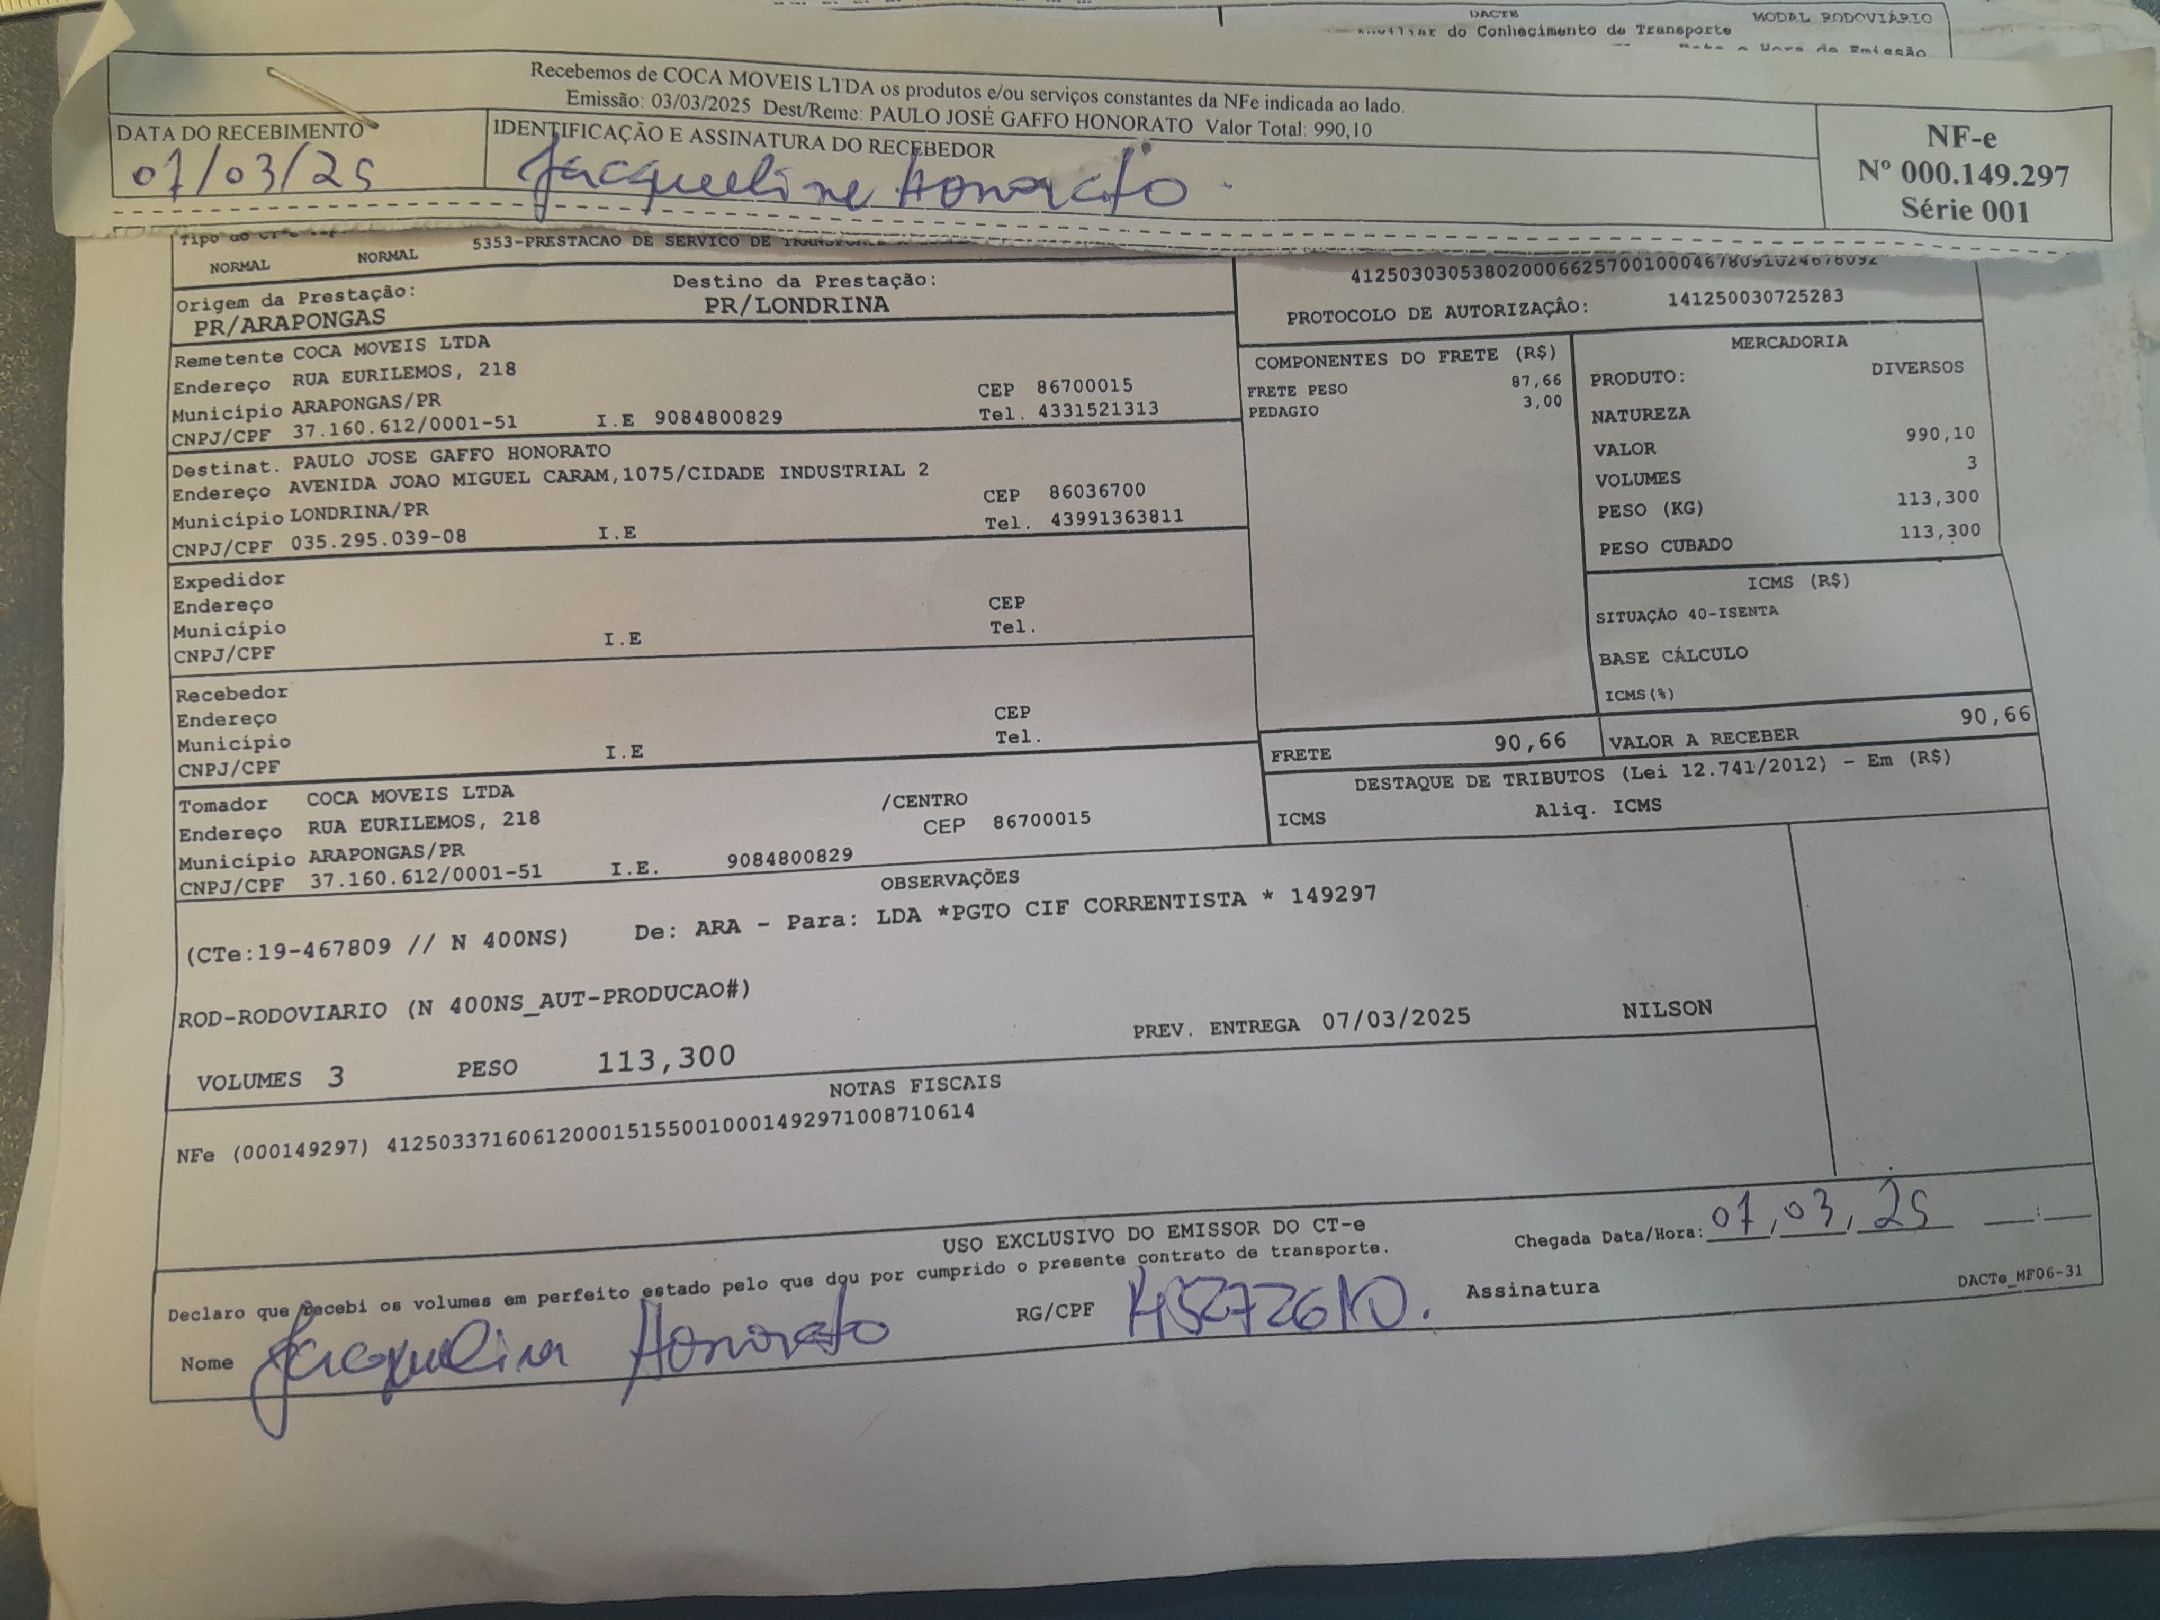 DACTE MODAL RODOVIÁRIO
do Conhecimento de Transporte
Recebemos de COCA MOVEIS LTDA os produtos e/ou serviços constantes da NFe indicada ao lado.
Emissão: 03/03/2025 Dest/Reme: PAULO JOSÉ GAFFO HONORATO Valor Total: 990,10
DATA DO RECEBIMENTO
07/03/25
IDENTIFICAÇÃO E ASSINATURA DO RECEBEDOR
Jacqueline Honorato
NF-e
Nº 000.149.297
Série 001
NORMAL NORMAL 5353-PRESTACAO DE SERVICO DE TRANSPORTE
Origem da Prestação: Destino da Prestação:
PR/ARAPONGAS PR/LONDRINA
PROTOCOLO DE AUTORIZAÇÂO: 141250030725283
Remetente COCA MOVEIS LTDA
Endereço RUA EURILEMOS, 218 CEP 86700015
Município ARAPONGAS/PR Tel. 4331521313
CNPJ/CPF 37.160.612/0001-51 I.E 9084800829
Destinat. PAULO JOSE GAFFO HONORATO
Endereço AVENIDA JOAO MIGUEL CARAM,1075/CIDADE INDUSTRIAL 2
Município LONDRINA/PR CEP 86036700
CNPJ/CPF 035.295.039-08 I.E Tel. 43991363811
Expedidor
Endereço CEP
Município Tel.
CNPJ/CPF I.E
Recebedor
Endereço CEP
Município Tel.
CNPJ/CPF I.E
COMPONENTES DO FRETE (R$)
FRETE PESO 87,66
PEDAGIO 3,00
MERCADORIA
PRODUTO: DIVERSOS
NATUREZA
VALOR 990,10
VOLUMES 3
PESO (KG) 113,300
PESO CUBADO 113,300
ICMS (R$)
SITUAÇÃO 40-ISENTA
BASE CÁLCULO
ICMS(%)
FRETE 90,66 VALOR A RECEBER 90,66
DESTAQUE DE TRIBUTOS (Lei 12.741/2012) - Em (R$)
ICMS Aliq. ICMS
Tomador COCA MOVEIS LTDA /CENTRO
Endereço RUA EURILEMOS, 218 CEP 86700015
Município ARAPONGAS/PR
CNPJ/CPF 37.160.612/0001-51 I.E. 9084800829
OBSERVAÇÕES
(CTe:19-467809 // N 400NS) De: ARA - Para: LDA *PGTO CIF CORRENTISTA * 149297
ROD-RODOVIARIO (N 400NS_AUT-PRODUCAO#)
PREV. ENTREGA 07/03/2025 NILSON
VOLUMES 3 PESO 113,300
NOTAS FISCAIS
NFe (000149297) 41250337160612000151550010001492971008710614
USO EXCLUSIVO DO EMISSOR DO CT-e
Declaro que recebi os volumes em perfeito estado pelo que dou por cumprido o presente contrato de transporte.
Chegada Data/Hora: 07,03,25 __:__
Nome Jacquelina Honorato RG/CPF Assinatura
DACTe_MF06-31